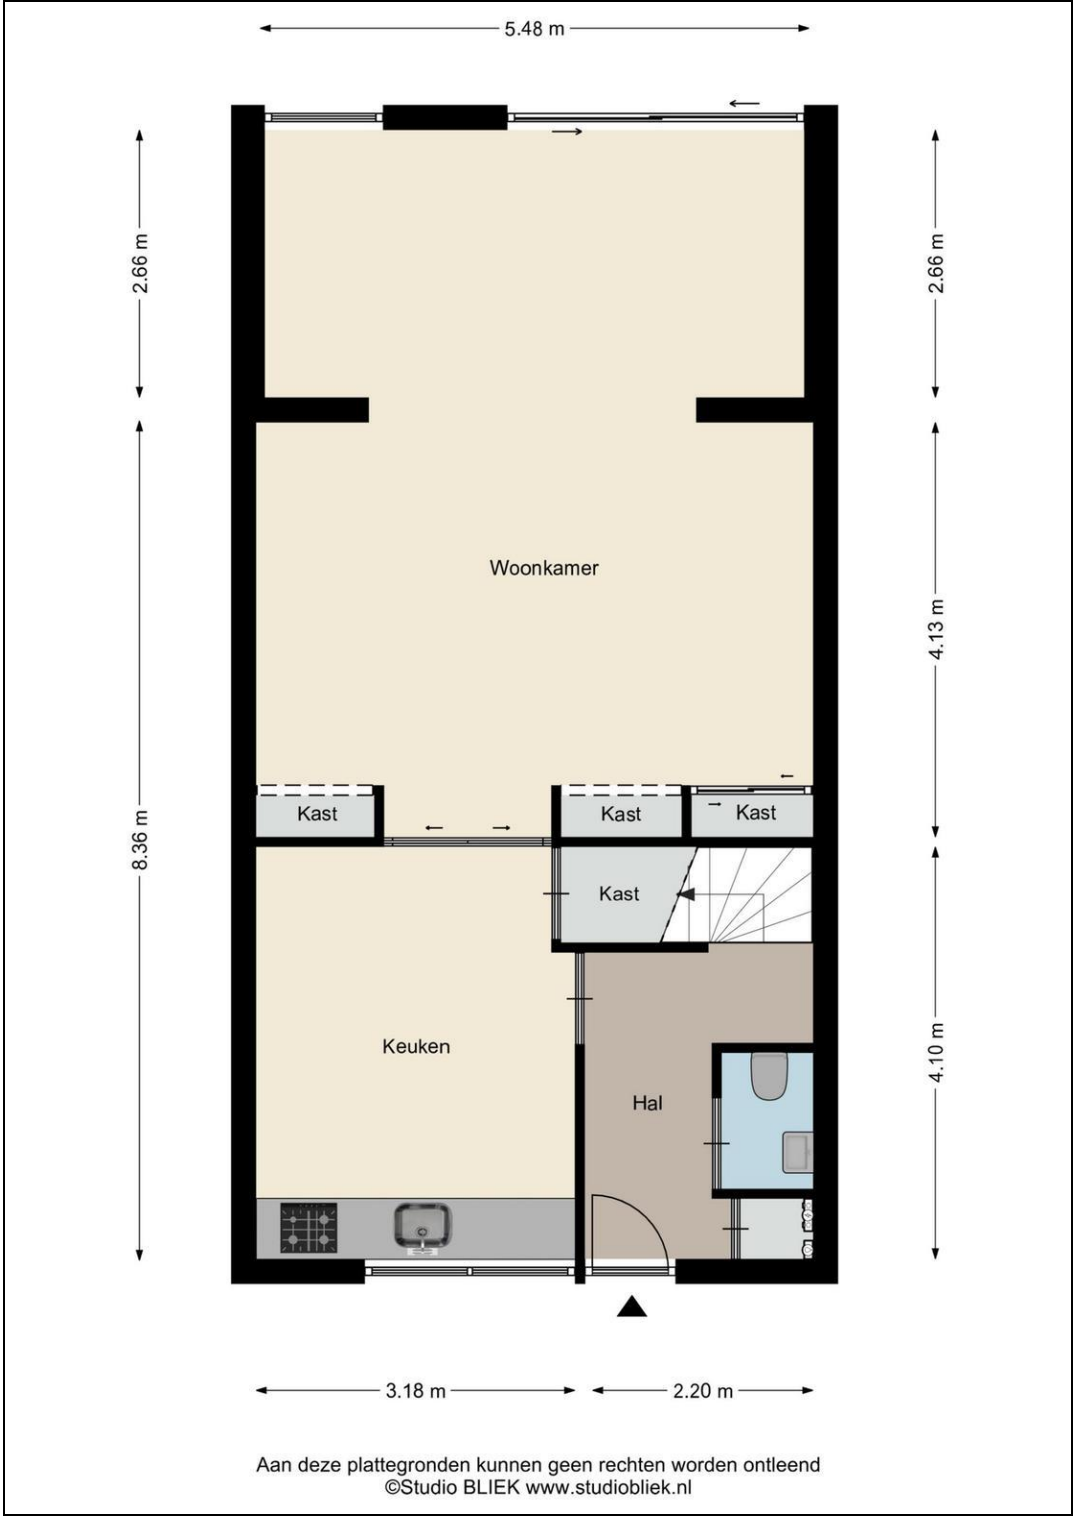 5.48 m
2.66 m
2.66 m
Woonkamer
4.13 m
8.36 m
Kast
Kast
Kast
Kast
Keuken
4.10 m
Hal
3.18 m
2.20 m
Aan deze plattegronden kunnen geen rechten worden ontleend
©Studio BLIEK www.studiobliek.nl